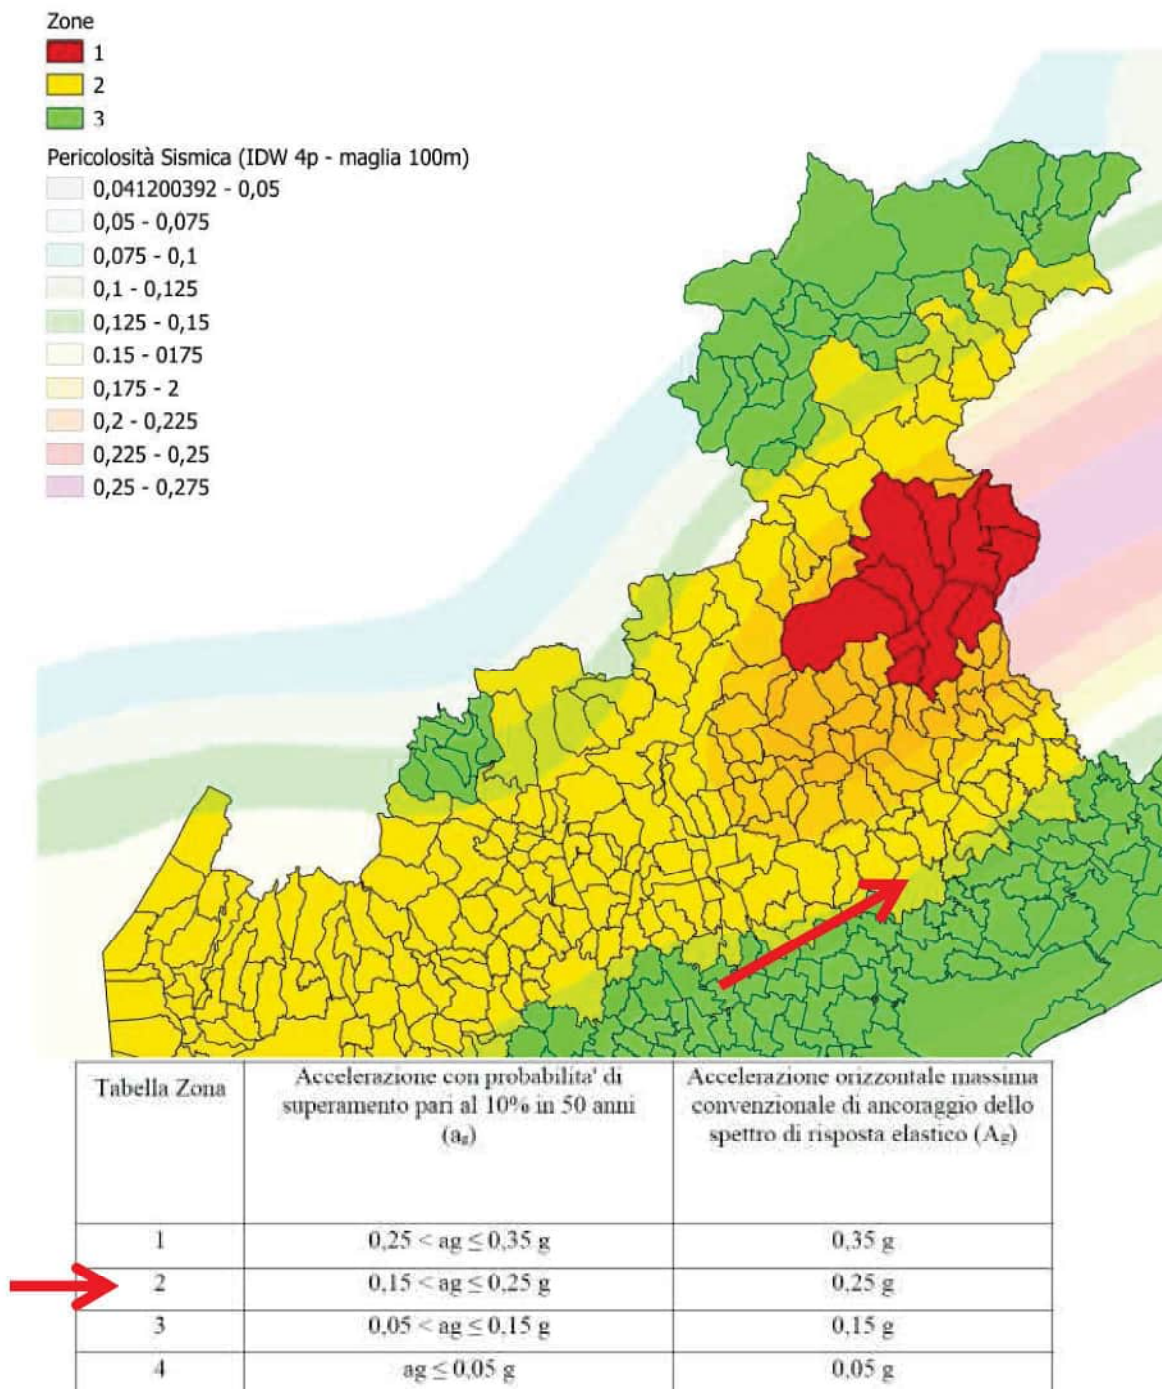 Zone
1
2
3
Pericolosità Sismica (IDW 4p - maglia 100m)
0,041200392 - 0,05
0,05 - 0,075
0,075 - 0,1
0,1 - 0,125
0,125 - 0,15
0.15 - 0175
0,175 - 2
0,2 - 0,225
0,225 - 0,25
0,25 - 0,275
Tabella Zona
Accelerazione con probabilita' di
superamento pari al 10% in 50 anni
(ag)
Accelerazione orizzontale massima
convenzionale di ancoraggio dello
spettro di risposta elastico (Ag)
1
0,25 < ag ≤ 0,35 g
0,35 g
2
0,15 < ag ≤ 0,25 g
0,25 g
3
0,05 < ag ≤ 0,15 g
0,15 g
4
ag ≤ 0,05 g
0,05 g